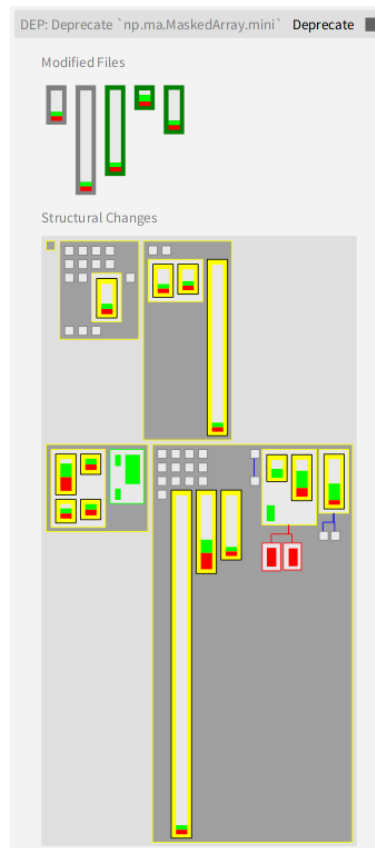 DEP: Deprecate `np.ma.MaskedArray.mini` Deprecate
Modified Files
Structural Changes